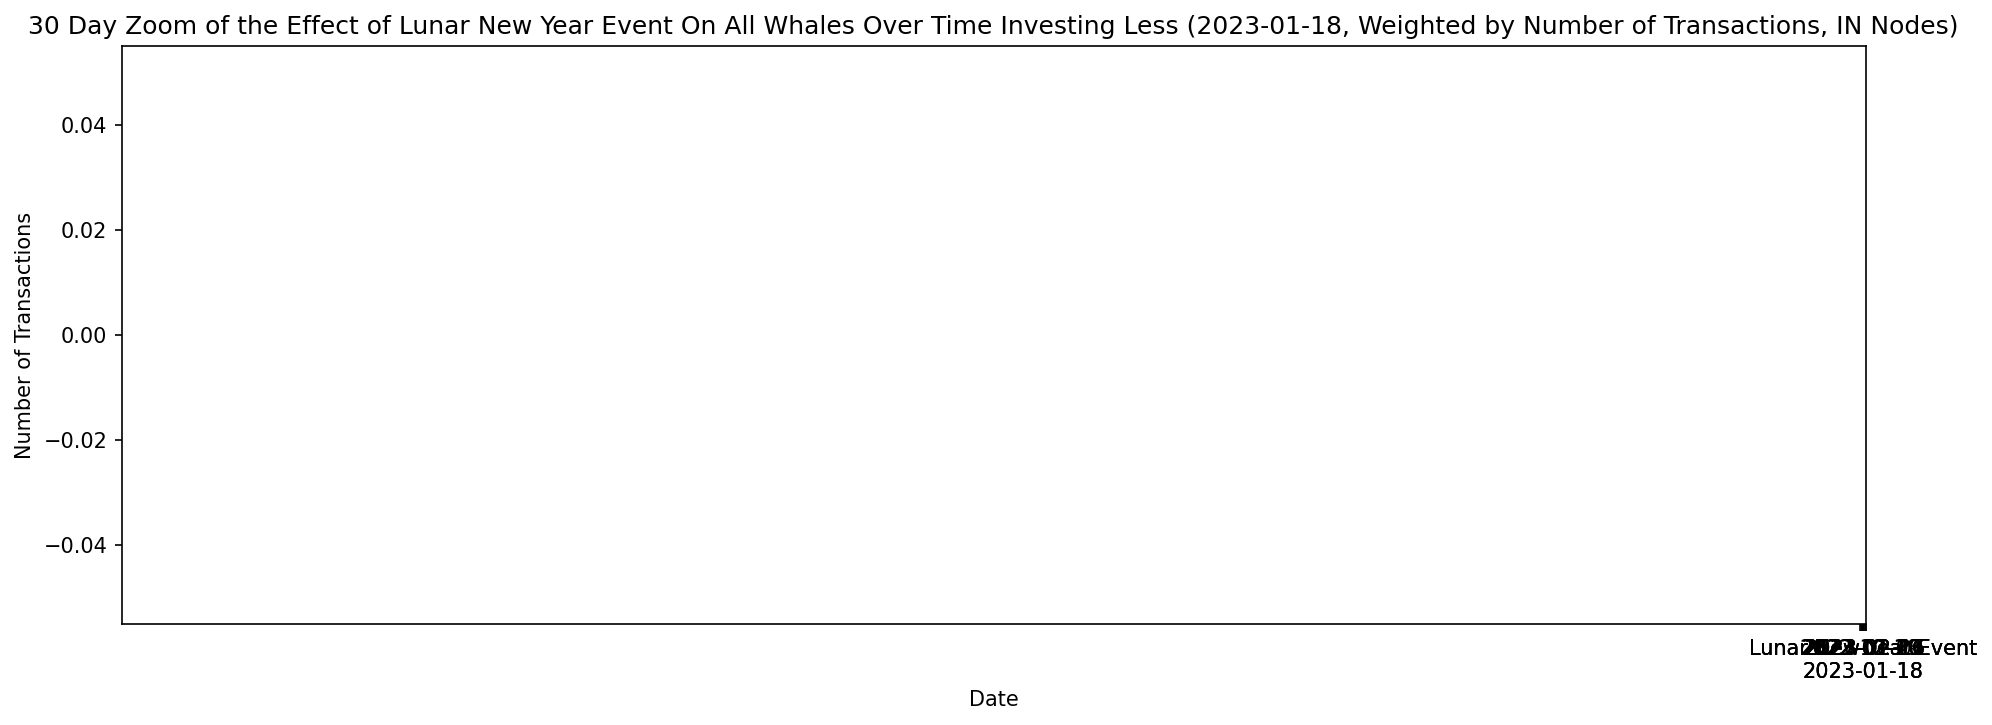 30 Day Zoom of the Effect of Lunar New Year Event On All Whales Over Time Investing Less (2023-01-18, Weighted by Number of Transactions, IN Nodes)
0.04
0.02
0.00
−0.02
−0.04
Number of Transactions
Lunar Event
2023-01-18
Date